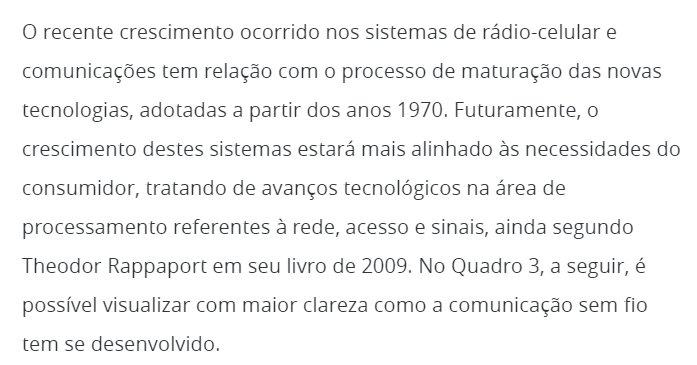 O recente crescimento ocorrido nos sistemas de rádio-celular e
comunicações tem relação com o processo de maturação das novas
tecnologias, adotadas a partir dos anos 1970. Futuramente, o
crescimento destes sistemas estará mais alinhado às necessidades do
consumidor, tratando de avanços tecnológicos na área de
processamento referentes à rede, acesso e sinais, ainda segundo
Theodor Rappaport em seu livro de 2009. No Quadro 3, a seguir, é
possível visualizar com maior clareza como a comunicação sem fio
tem se desenvolvido.